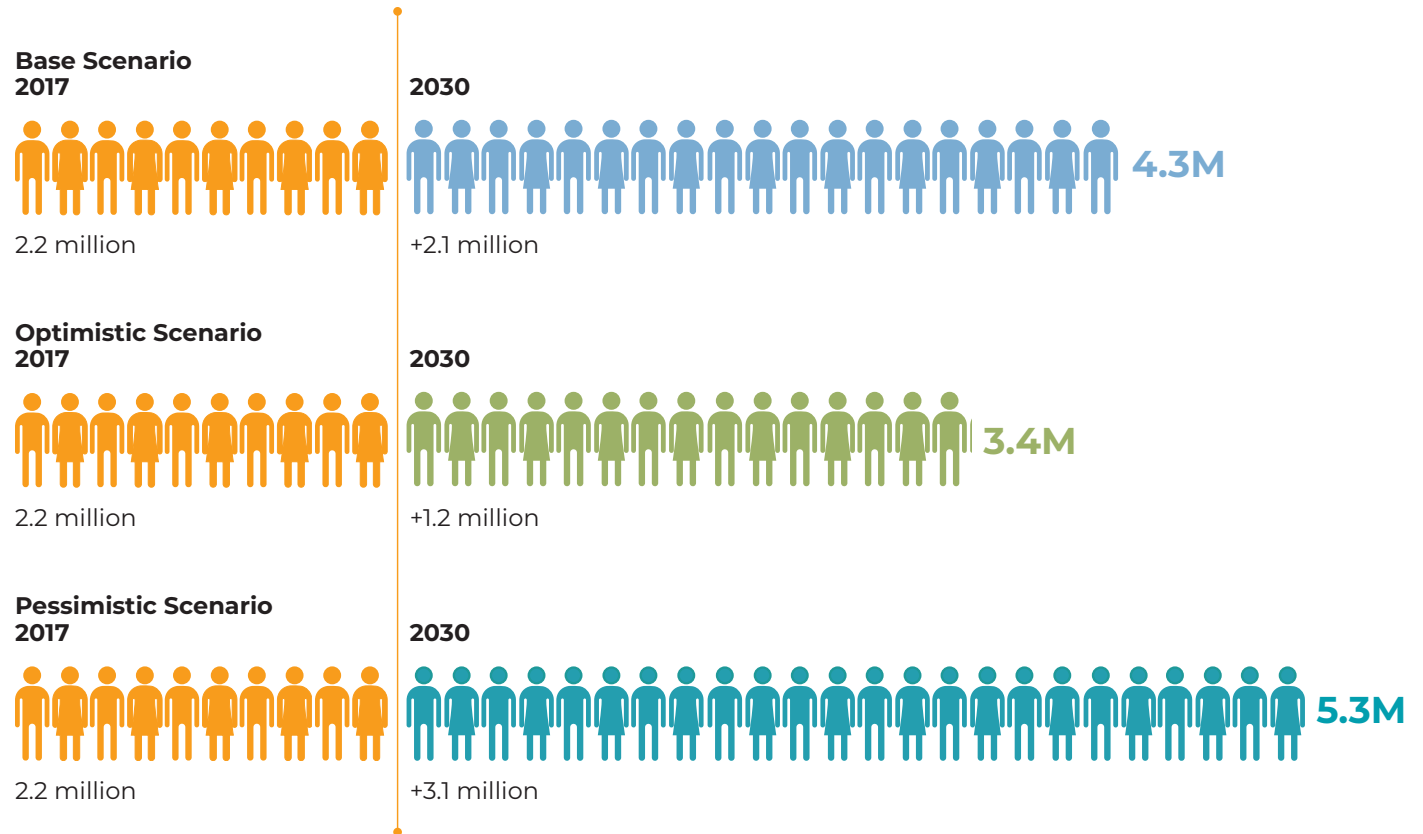 Base Scenario
2017
2030
4.3M
2.2 million
+2.1 million
Optimistic Scenario
2017
2030
3.4M
2.2 million
+1.2 million
Pessimistic Scenario
2017
2030
5.3M
2.2 million
+3.1 million